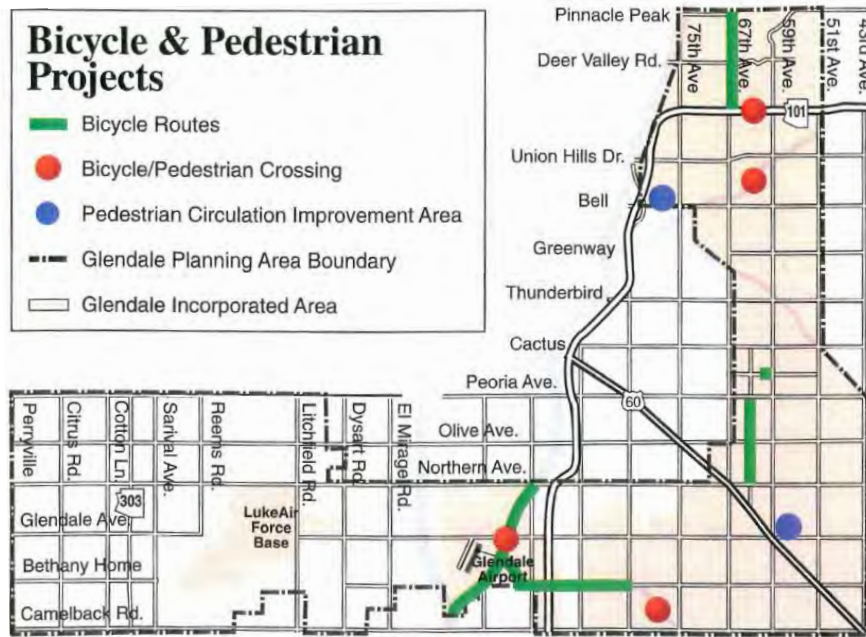 Bicycle & Pedestrian
Projects
Bicycle Routes
Bicycle/Pedestrian Crossing
Pedestrian Circulation Improvement Area
Glendale Planning Area Boundary
Glendale Incorporated Area
Pinnacle Peak
Deer Valley Rd.
Union Hills Dr.
Bell
Greenway
Thunderbird
Cactus
Peoria Ave.
Olive Ave.
Northern Ave.
75th Ave.
67th Ave.
59th Ave.
51st Ave.
43rd Ave.
101
60
Perryville
Citrus Rd.
Cotton Ln.
Sarival Ave.
Reems Rd.
Litchfield Rd.
Dysart Rd.
El Mirage Rd.
303
Glendale Ave.
Bethany Home
Camelback Rd.
Luke Air
Force
Base
Glendale
Airport